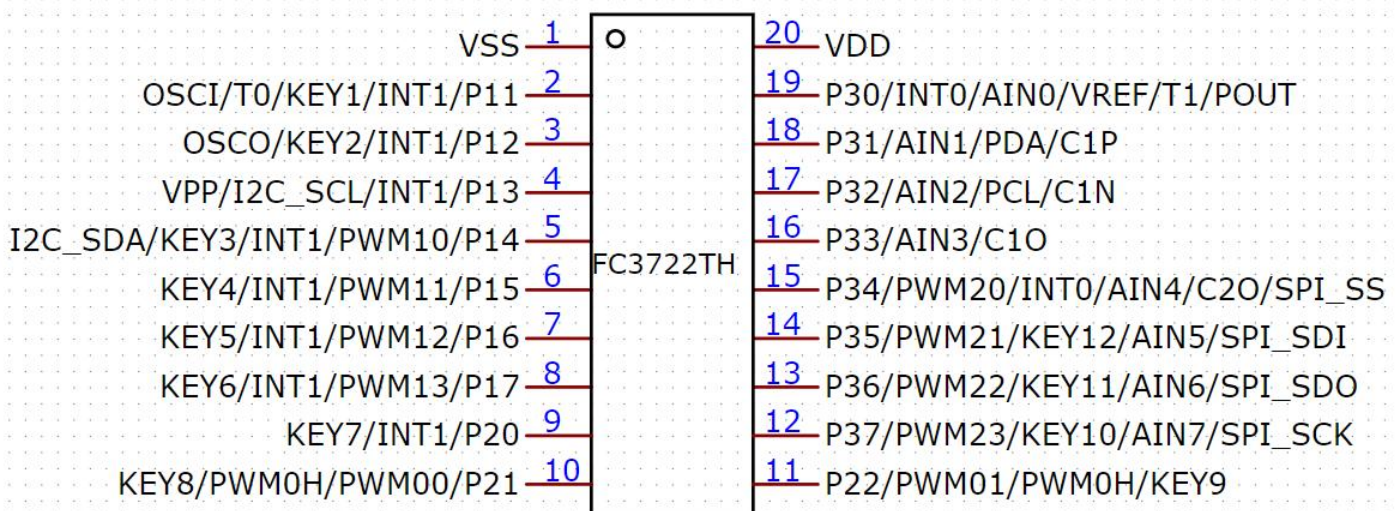 VSS 1 20 VDD
OSCI/T0/KEY1/INT1/P11 2 19 P30/INT0/AIN0/VREF/T1/POUT
OSCO/KEY2/INT1/P12 3 18 P31/AIN1/PDA/C1P
VPP/I2C_SCL/INT1/P13 4 17 P32/AIN2/PCL/C1N
I2C_SDA/KEY3/INT1/PWM10/P14 5 16 P33/AIN3/C1O
FC3722TH
KEY4/INT1/PWM11/P15 6 15 P34/PWM20/INT0/AIN4/C2O/SPI_SS
KEY5/INT1/PWM12/P16 7 14 P35/PWM21/KEY12/AIN5/SPI_SDI
KEY6/INT1/PWM13/P17 8 13 P36/PWM22/KEY11/AIN6/SPI_SDO
KEY7/INT1/P20 9 12 P37/PWM23/KEY10/AIN7/SPI_SCK
KEY8/PWM0H/PWM00/P21 10 11 P22/PWM01/PWM0H/KEY9